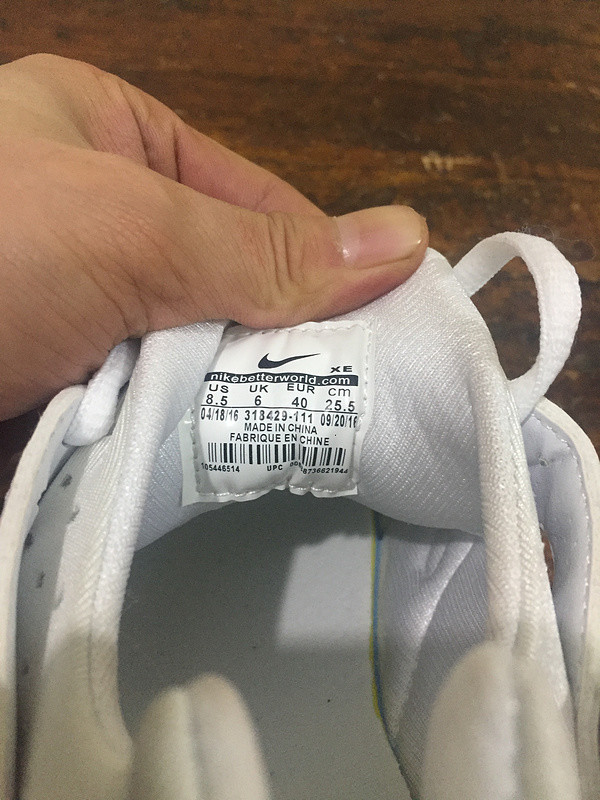 XE
nikebetterworld.com
US UK EUR cm
8.5 6 40 25.5
04/18/16 318429-111 09/20/16
MADE IN CHINA
FABRIQUE EN CHINE
105446514 UPC